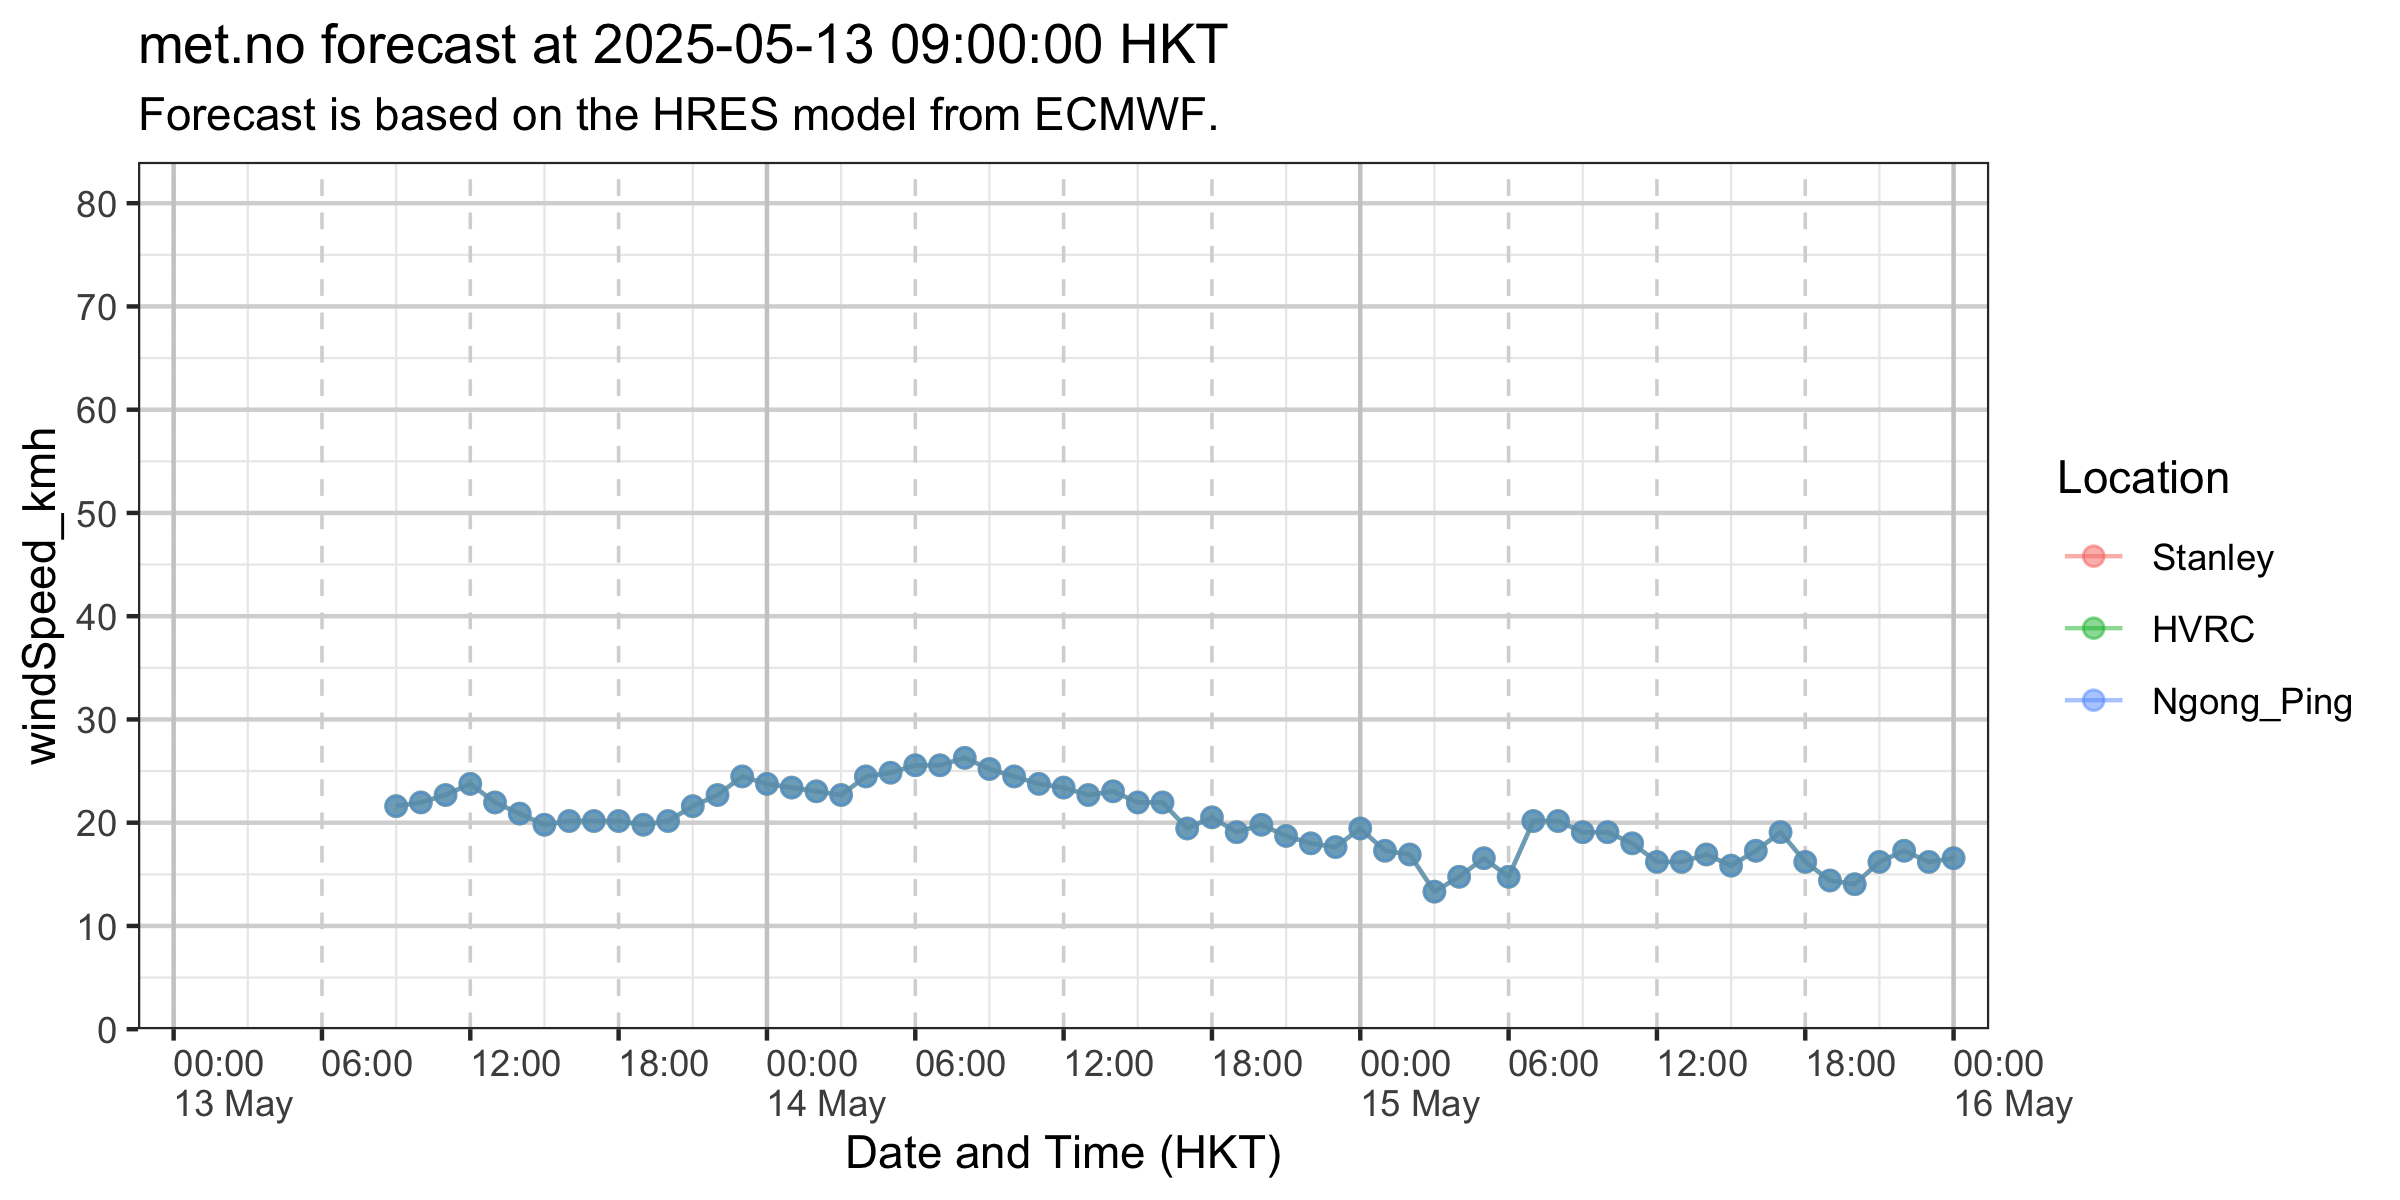 met.no forecast at 2025-05-13 09:00:00 HKT
Forecast is based on the HRES model from ECMWF.
windSpeed_kmh
80
70
60
50
40
30
20
10
0
00:00 06:00 12:00 18:00 00:00 06:00 12:00 18:00 00:00 06:00 12:00 18:00 00:00
13 May 14 May 15 May 16 May
Date and Time (HKT)
Location
Stanley
HVRC
Ngong_Ping